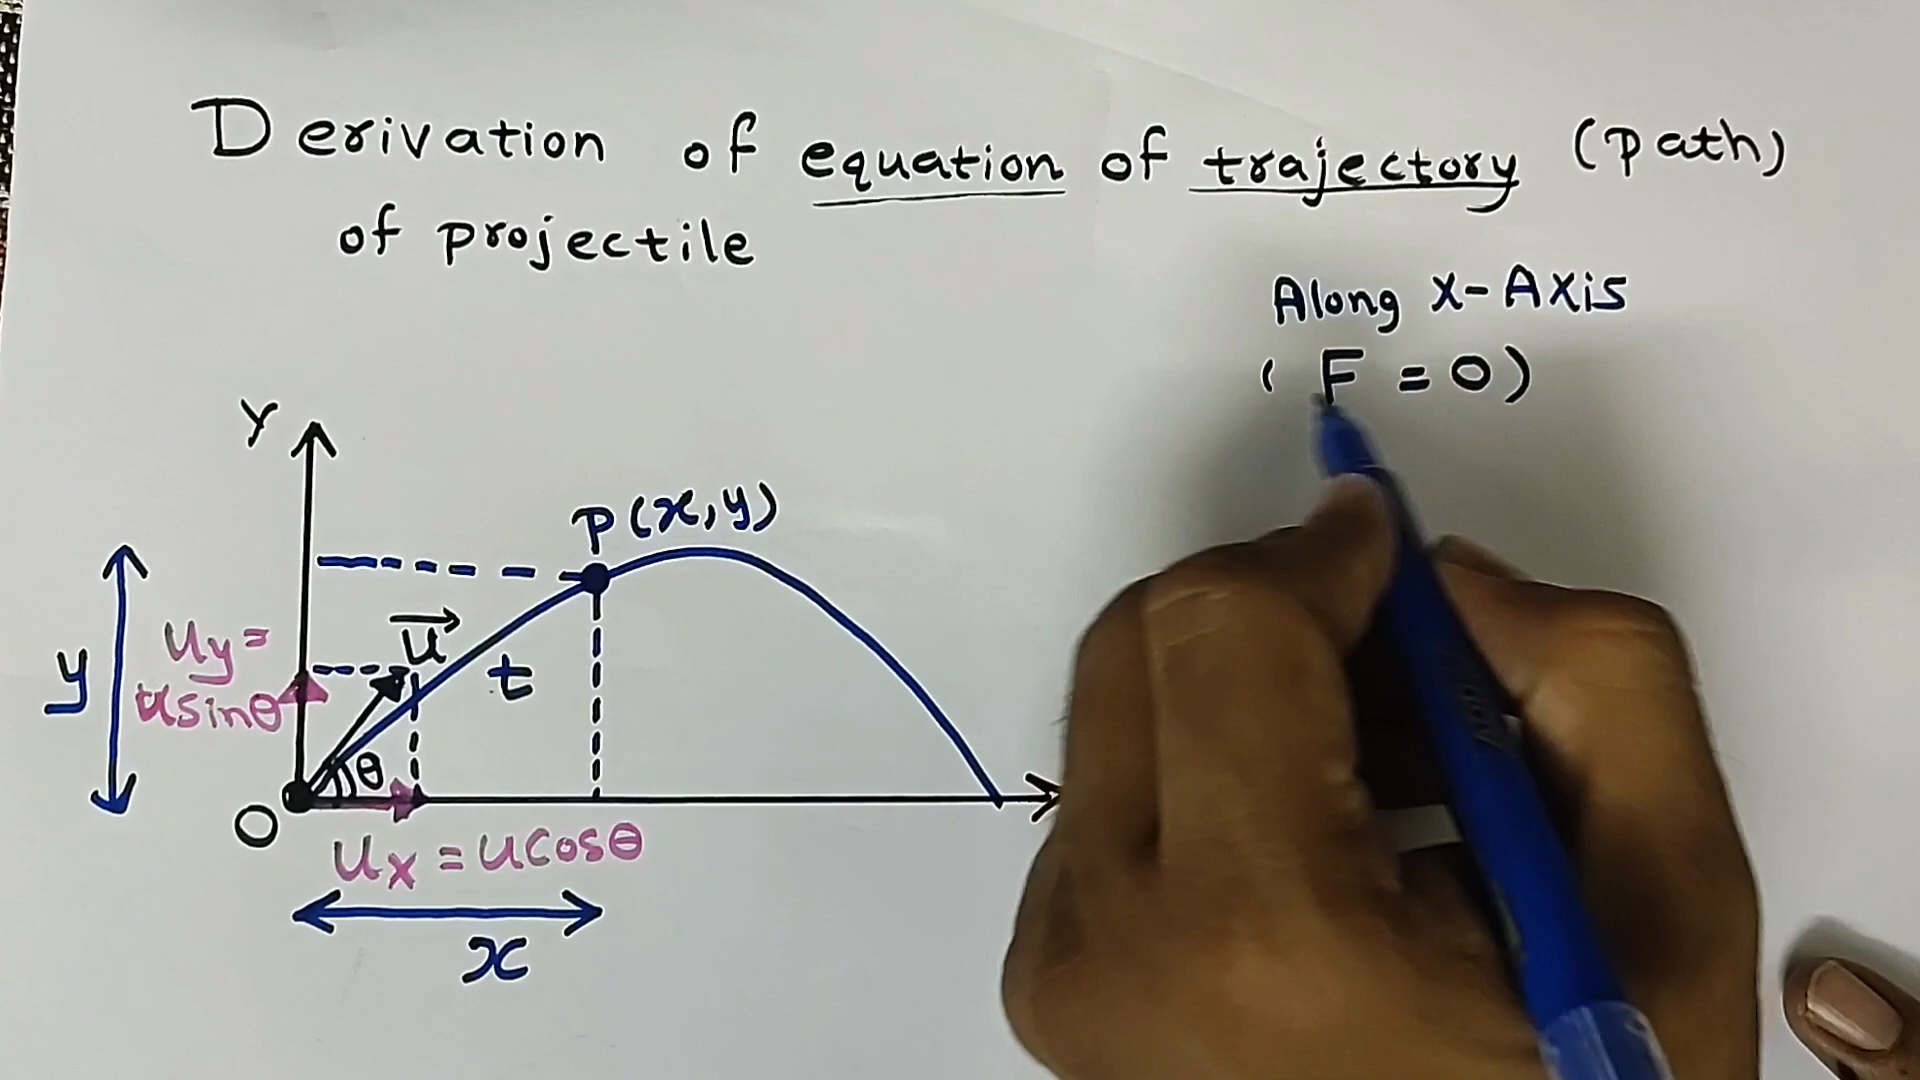 Derivation of equation of trajectory (path)
of projectile
Along X-Axis
( F = 0)
Y
P(x,y)
u
uy =
usinθ
y
t
θ
O
ux = ucosθ
x